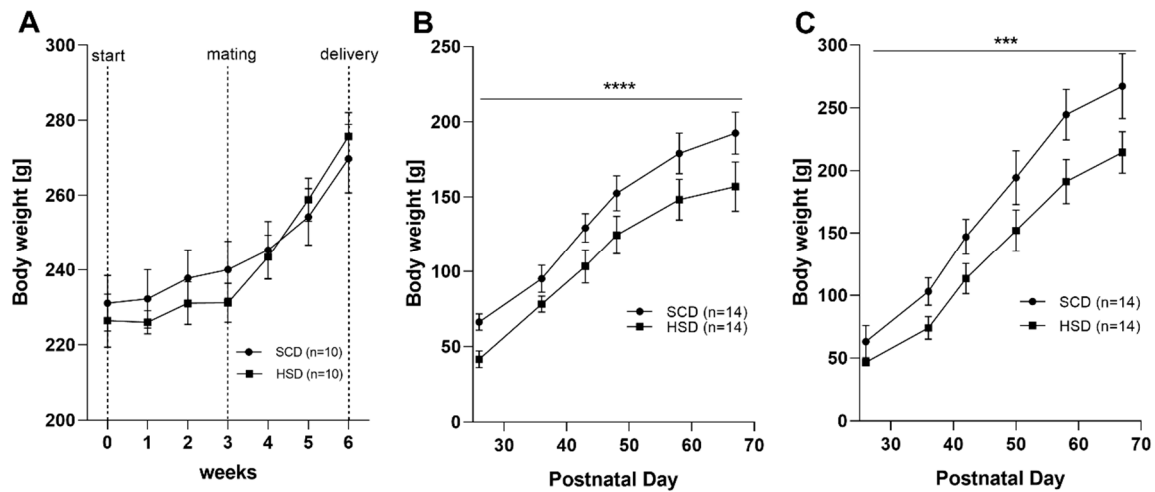 A
300
280
260
240
220
200
Body weight [g]
start
mating
delivery
SCD (n=10)
HSD (n=10)
0 1 2 3 4 5 6
weeks
B
250
200
150
100
50
0
Body weight [g]
****
SCD (n=14)
HSD (n=14)
30 40 50 60 70
Postnatal Day
C
300
250
200
150
100
50
0
Body weight [g]
***
SCD (n=14)
HSD (n=14)
30 40 50 60 70
Postnatal Day